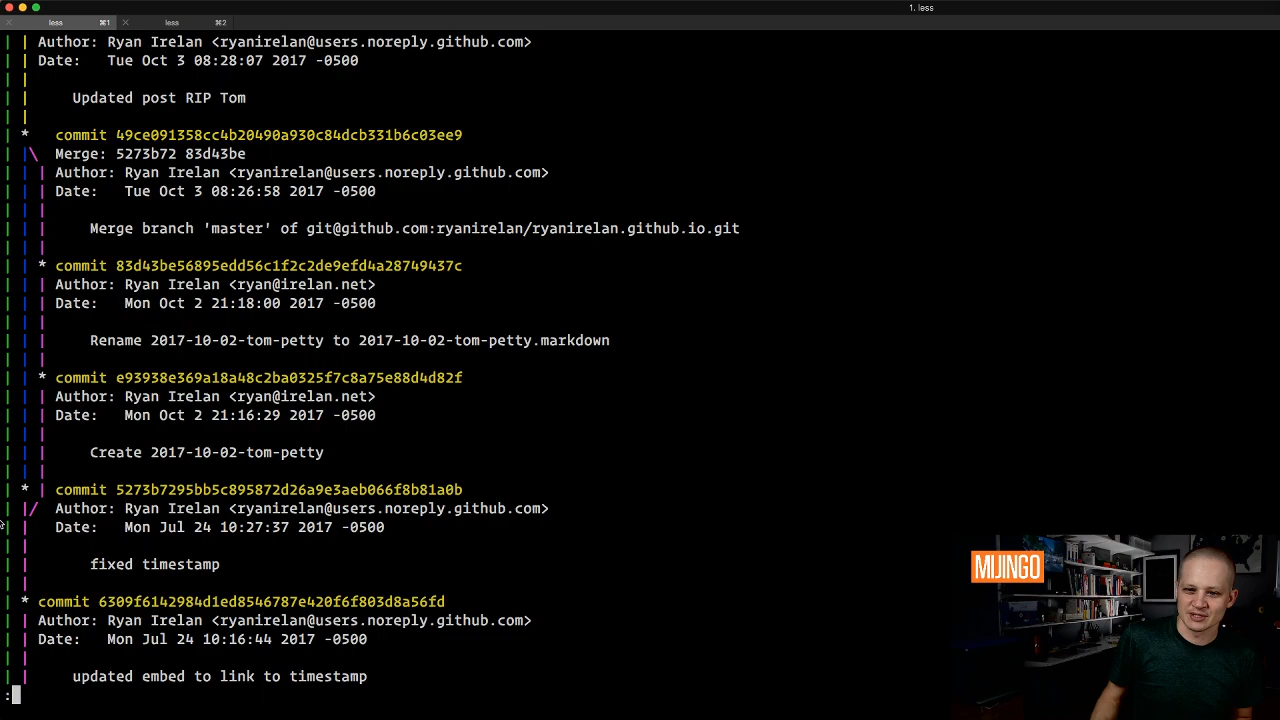 1. less
less ⌘1 less ⌘2
Author: Ryan Irelan <ryanirelan@users.noreply.github.com>
Date: Tue Oct 3 08:28:07 2017 -0500
Updated post RIP Tom
* commit 49ce091358cc4b20490a930c84dcb331b6c03ee9
Merge: 5273b72 83d43be
Author: Ryan Irelan <ryanirelan@users.noreply.github.com>
Date: Tue Oct 3 08:26:58 2017 -0500
Merge branch 'master' of git@github.com:ryanirelan/ryanirelan.github.io.git
* commit 83d43be56895edd56c1f2c2de9efd4a28749437c
Author: Ryan Irelan <ryan@irelan.net>
Date: Mon Oct 2 21:18:00 2017 -0500
Rename 2017-10-02-tom-petty to 2017-10-02-tom-petty.markdown
* commit e93938e369a18a48c2ba0325f7c8a75e88d4d82f
Author: Ryan Irelan <ryan@irelan.net>
Date: Mon Oct 2 21:16:29 2017 -0500
Create 2017-10-02-tom-petty
* commit 5273b7295bb5c895872d26a9e3aeb066f8b81a0b
Author: Ryan Irelan <ryanirelan@users.noreply.github.com>
Date: Mon Jul 24 10:27:37 2017 -0500
fixed timestamp
* commit 6309f6142984d1ed8546787e420f6f803d8a56fd
Author: Ryan Irelan <ryanirelan@users.noreply.github.com>
Date: Mon Jul 24 10:16:44 2017 -0500
updated embed to link to timestamp
:
MIJINGO